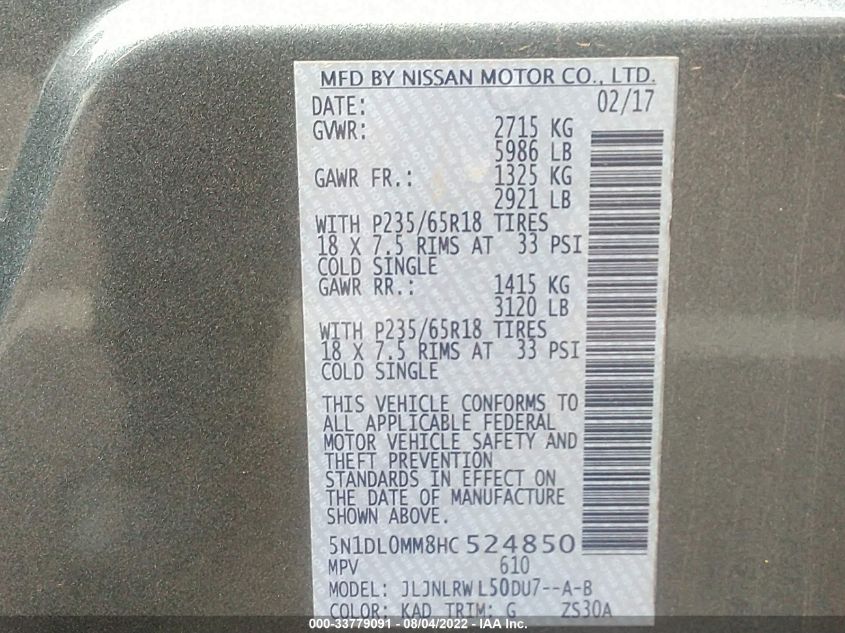 MFD BY NISSAN MOTOR CO., LTD.
DATE: 02/17
GVWR: 2715 KG
5986 LB
GAWR FR.: 1325 KG
2921 LB
WITH P235/65R18 TIRES
18 X 7.5 RIMS AT 33 PSI
COLD SINGLE
GAWR RR.: 1415 KG
3120 LB
WITH P235/65R18 TIRES
18 X 7.5 RIMS AT 33 PSI
COLD SINGLE
THIS VEHICLE CONFORMS TO
ALL APPLICABLE FEDERAL
MOTOR VEHICLE SAFETY AND
THEFT PREVENTION
STANDARDS IN EFFECT ON
THE DATE OF MANUFACTURE
SHOWN ABOVE.
5N1DL0MM8HC524850
MPV 610
MODEL: JLJNLRWL50DU7--A-B
COLOR: KAD TRIM: G ZS30A
000-33779091 - 08/04/2022 - IAA Inc.